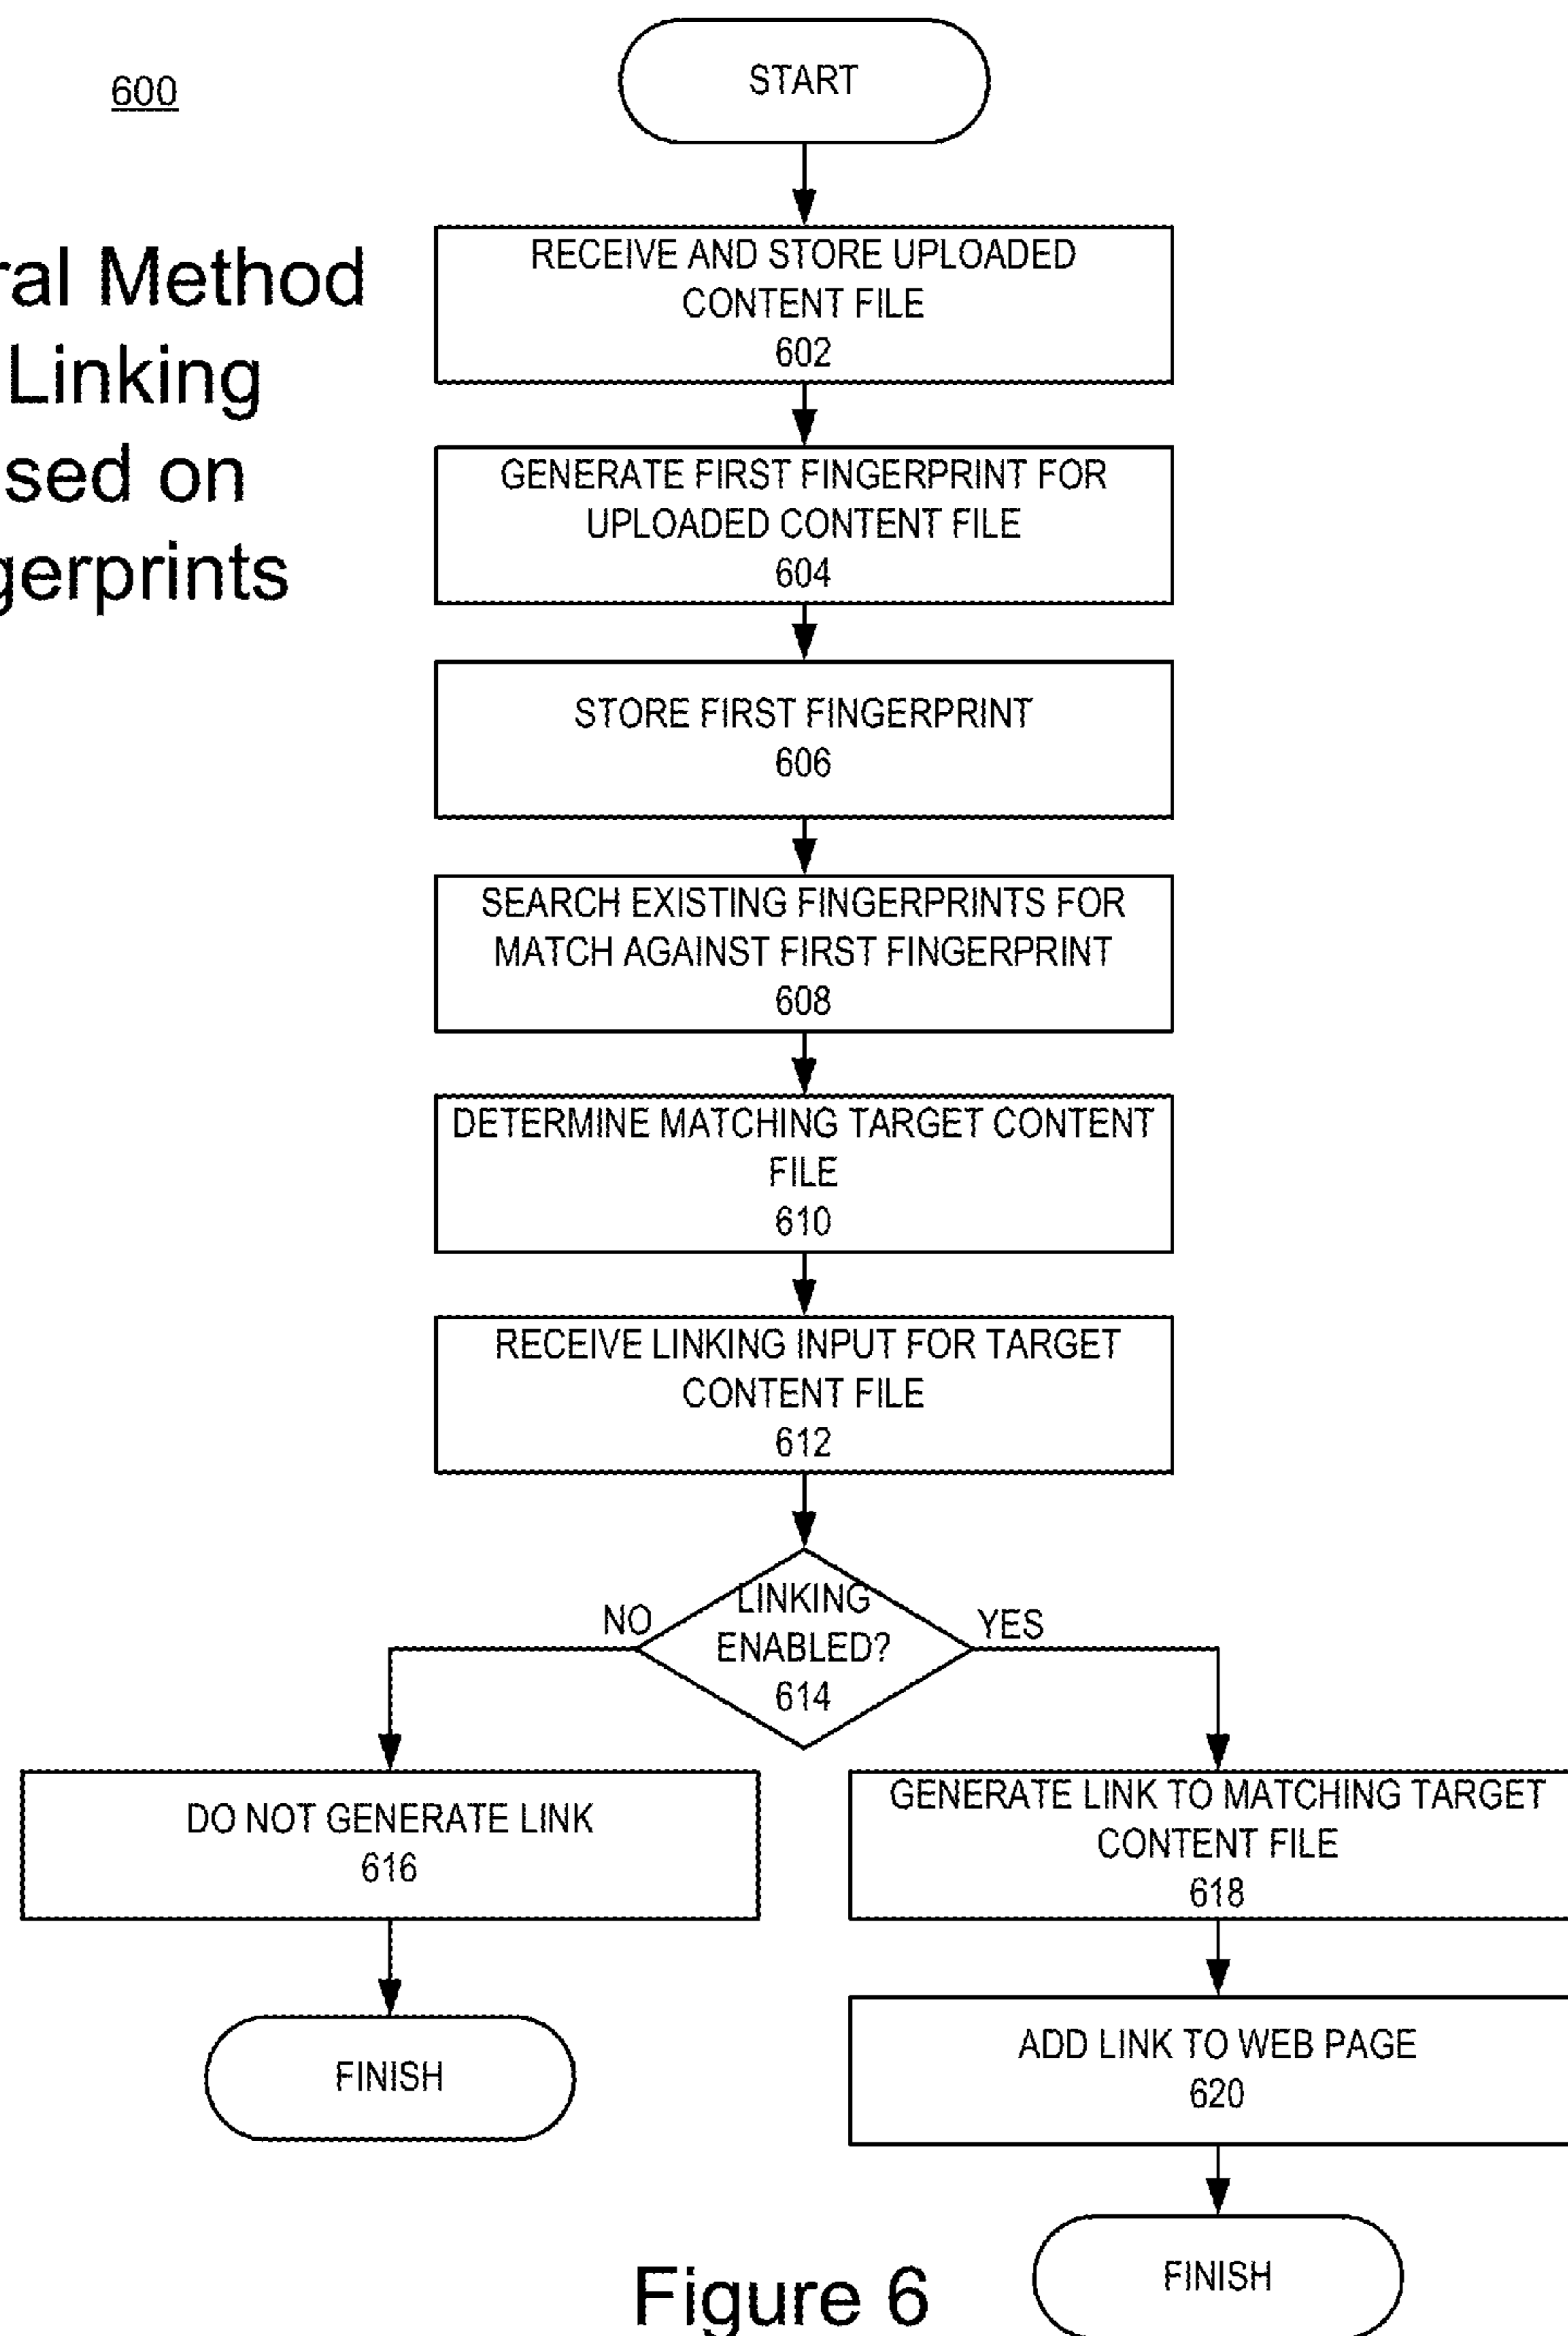 600
START
ral Method
Linking
sed on
gerprints
RECEIVE AND STORE UPLOADED
CONTENT FILE
602
GENERATE FIRST FINGERPRINT FOR
UPLOADED CONTENT FILE
604
STORE FIRST FINGERPRINT
606
SEARCH EXISTING FINGERPRINTS FOR
MATCH AGAINST FIRST FINGERPRINT
608
DETERMINE MATCHING TARGET CONTENT
FILE
610
RECEIVE LINKING INPUT FOR TARGET
CONTENT FILE
612
LINKING
ENABLED?
614
NO
YES
DO NOT GENERATE LINK
616
FINISH
GENERATE LINK TO MATCHING TARGET
CONTENT FILE
618
ADD LINK TO WEB PAGE
620
FINISH
Figure 6